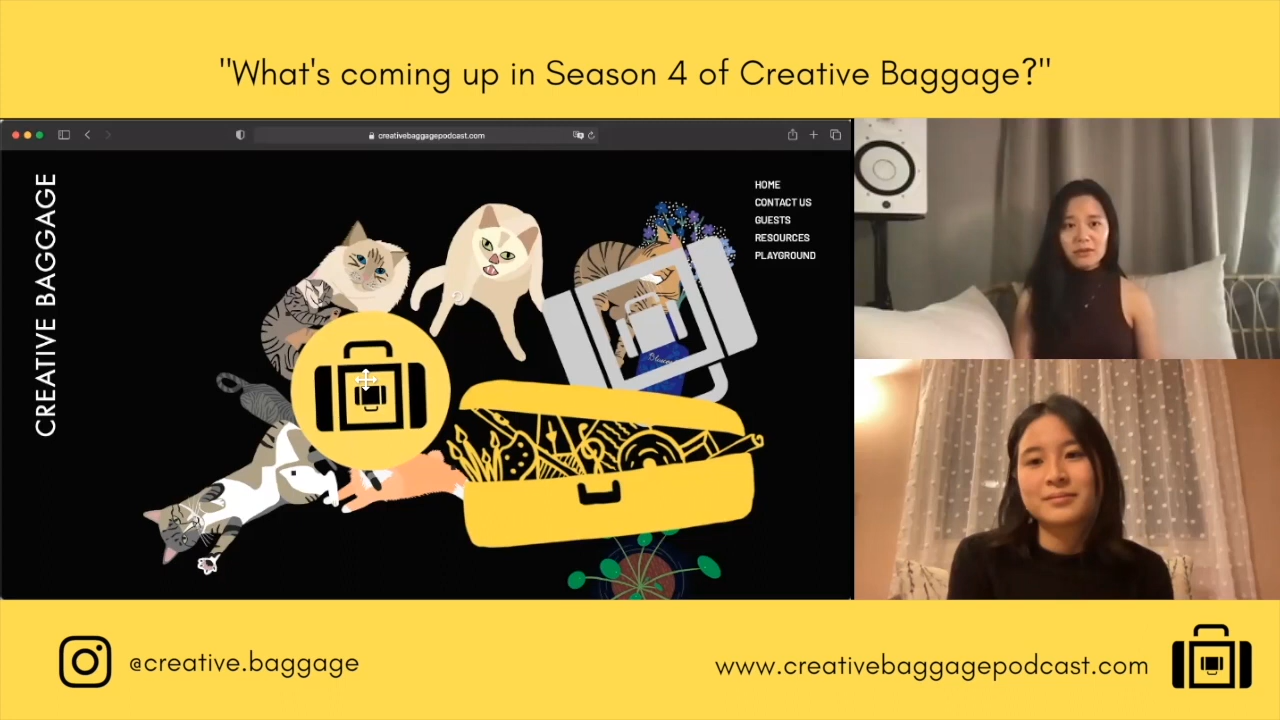 "What's coming up in Season 4 of Creative Baggage?"
creativebaggagepodcast.com
CREATIVE BAGGAGE
HOME
CONTACT US
GUESTS
RESOURCES
PLAYGROUND
@creative.baggage
www.creativebaggagepodcast.com